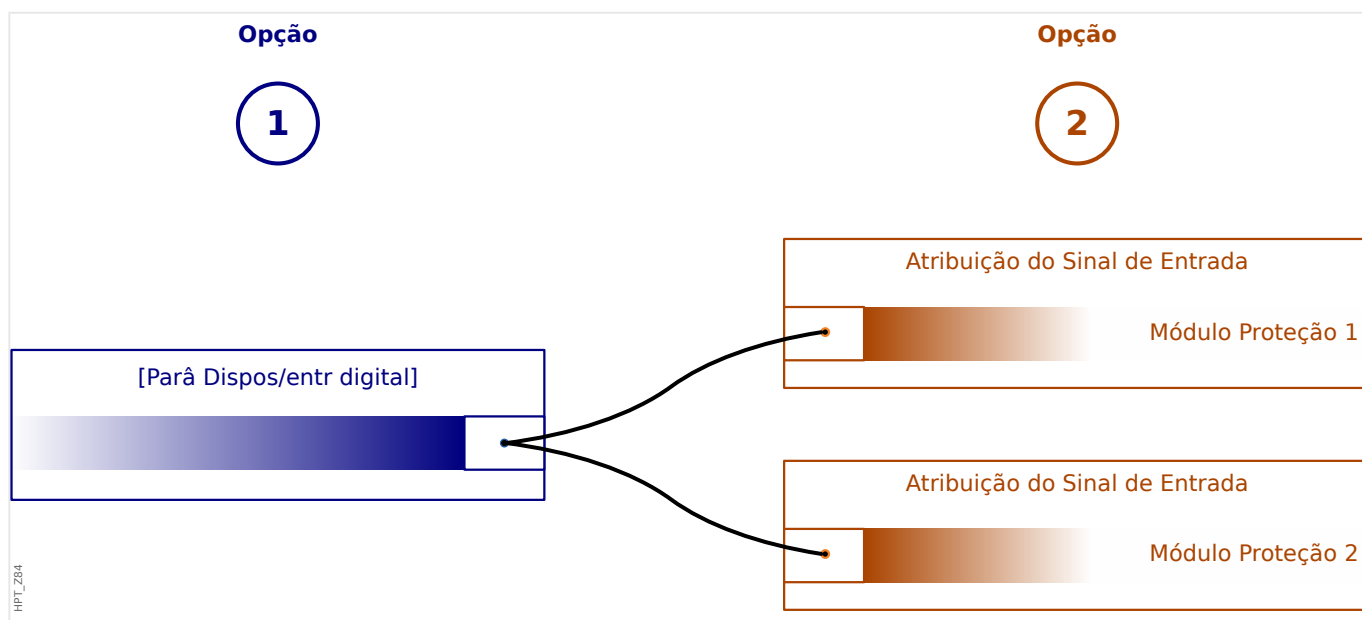 Opção
1
Opção
2
[Parâ Dispos/entr digital]
Atribuição do Sinal de Entrada
Módulo Proteção 1
Atribuição do Sinal de Entrada
Módulo Proteção 2
HPT_Z84